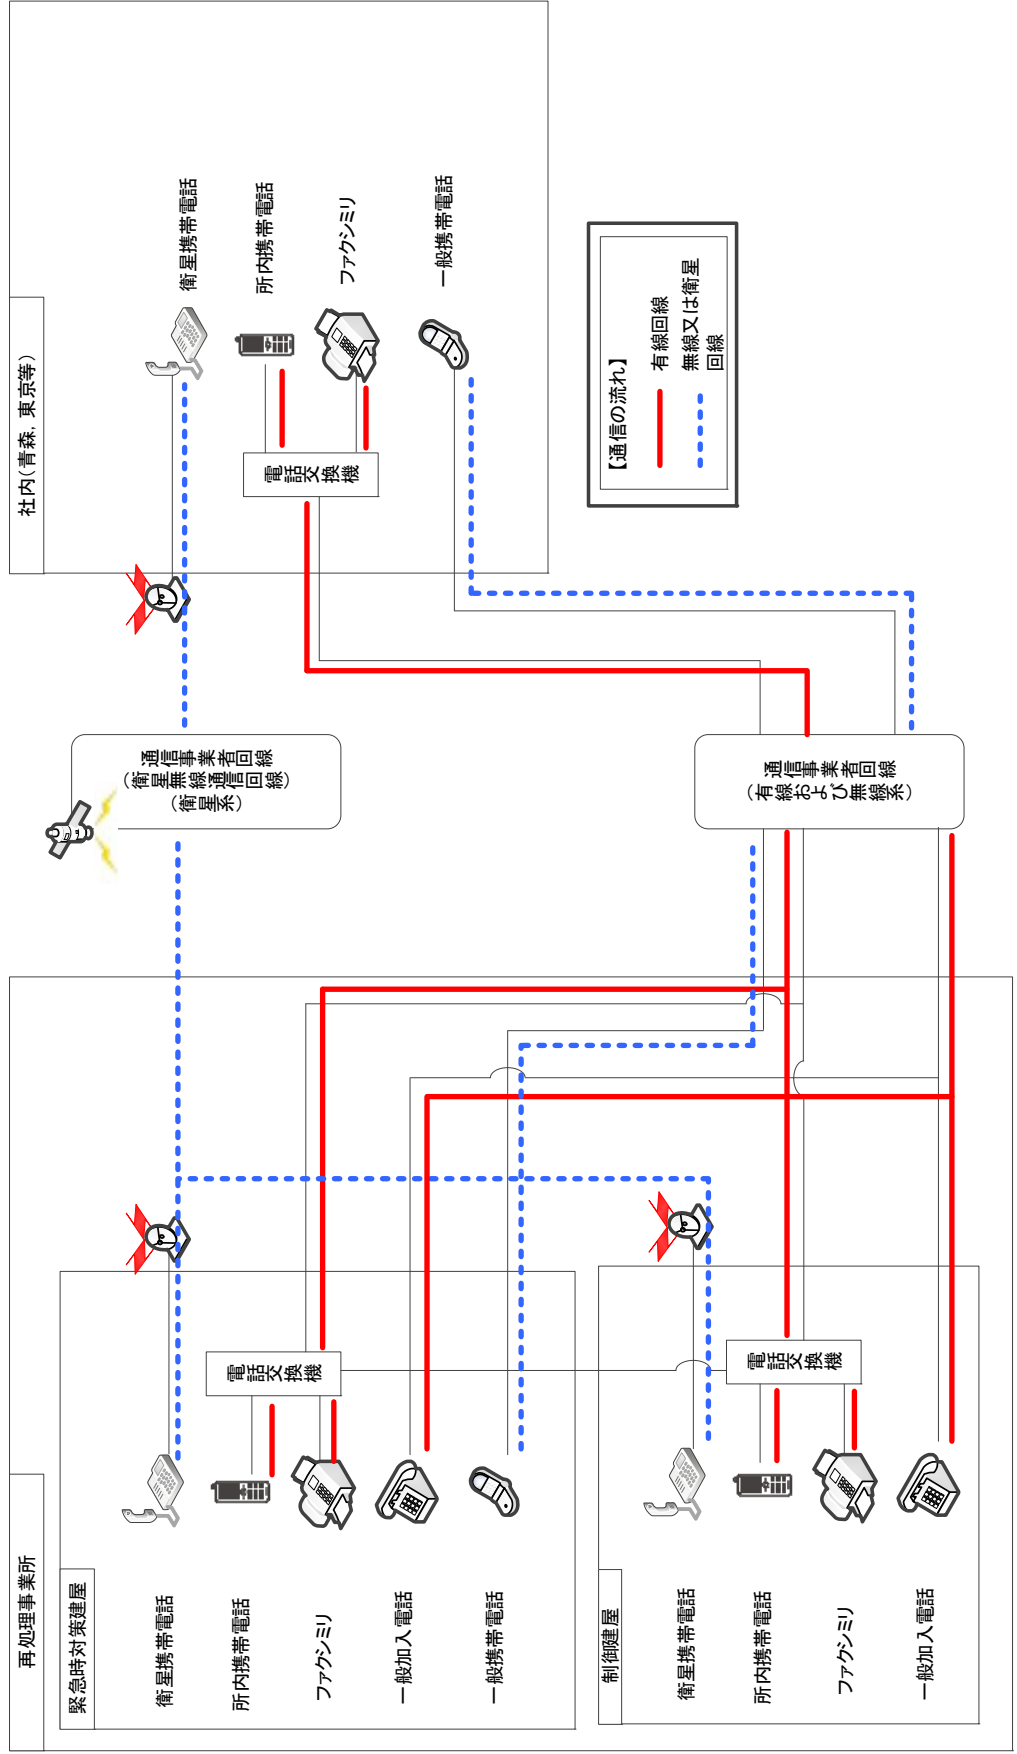 再処理事業所
緊急時対策建屋
衛星携帯電話
所内携帯電話
ファクシミリ
一般加入電話
一般携帯電話
電話交換機
制御建屋
衛星携帯電話
所内携帯電話
ファクシミリ
一般加入電話
電話交換機
通信事業者回線
(衛星無線通信回線)
(衛星系)
通信事業者回線
(有線および無線系)
社内(青森,東京等)
衛星携帯電話
所内携帯電話
ファクシミリ
一般携帯電話
電話交換機
【通信の流れ】
有線回線
無線又は衛星
回線